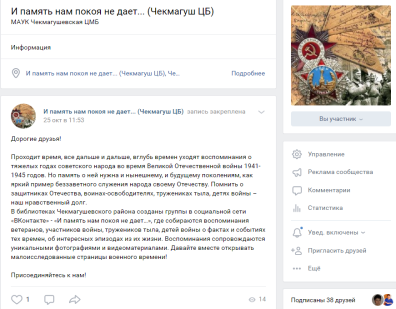 И память нам покоя не дает... (Чекмагуш ЦБ)
МАУК Чекмагушевская ЦМБ
Информация
И память нам покоя не дает... (Чекмагуш ЦБ), Че...
Подробнее
И память нам покоя не дает... (Чекмагуш ЦБ) запись закреплена
25 окт в 11:53
Дорогие друзья!
Проходит время, все дальше и дальше, вглубь времен уходят воспоминания о
тяжелых годах советского народа во время Великой Отечественной войны 1941-
1945 годов. Но память о ней нужна и нынешнему, и будущему поколениям, как
яркий пример беззаветного служения народа своему Отечеству. Помнить о
защитниках Отечества, воинах-освободителях, тружениках тыла, детях войны –
наш нравственный долг.
В библиотеках Чекмагушевского района созданы группы в социальной сети
«ВКонтакте» - «И память нам покоя не дает...», где собираются воспоминания
ветеранов, участников войны, тружеников тыла, детей войны о фактах и событиях
тех времен, об интересных эпизодах из их жизни. Воспоминания сопровождаются
уникальными фотографиями и видеоматериалами. Давайте вместе открывать
малоисследованные страницы военного времени!
Присоединяйтесь к нам!
1
14
Вы участник
Управление
Реклама сообщества
Комментарии
Статистика
Увед. включены
Пригласить друзей
Ещё
Подписаны 38 друзей